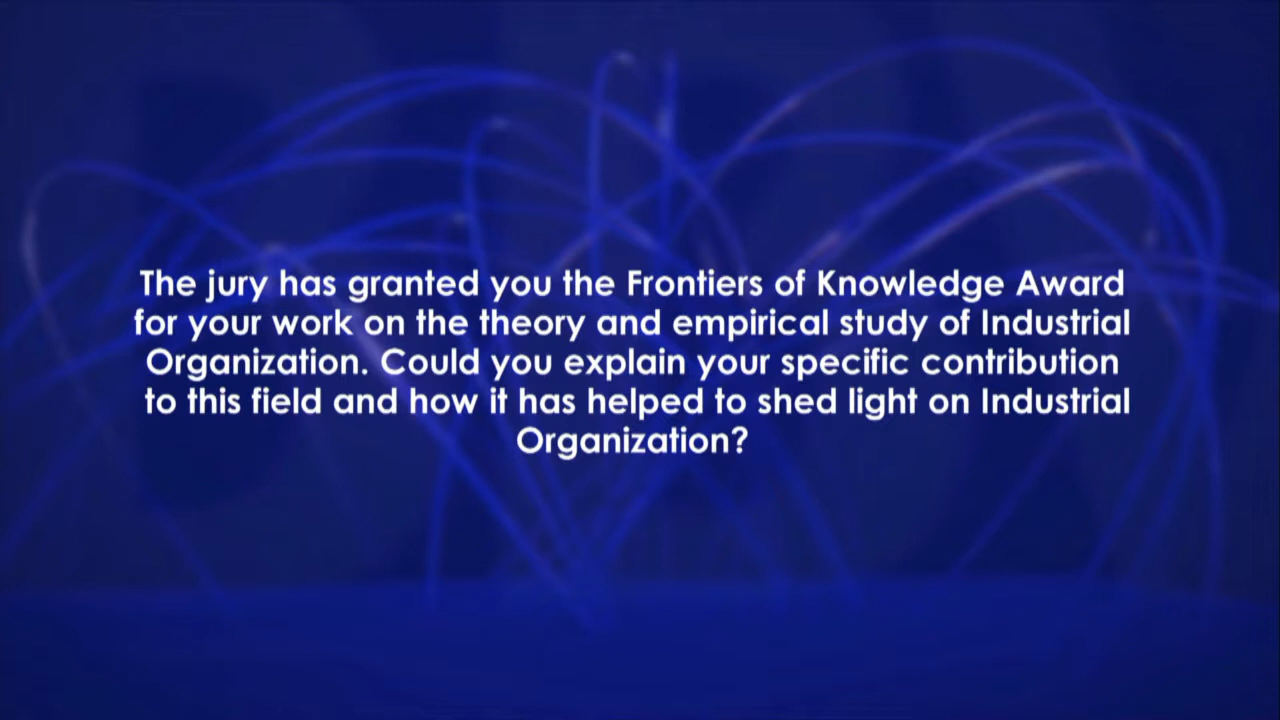 The jury has granted you the Frontiers of Knowledge Award
for your work on the theory and empirical study of Industrial
Organization. Could you explain your specific contribution
to this field and how it has helped to shed light on Industrial
Organization?